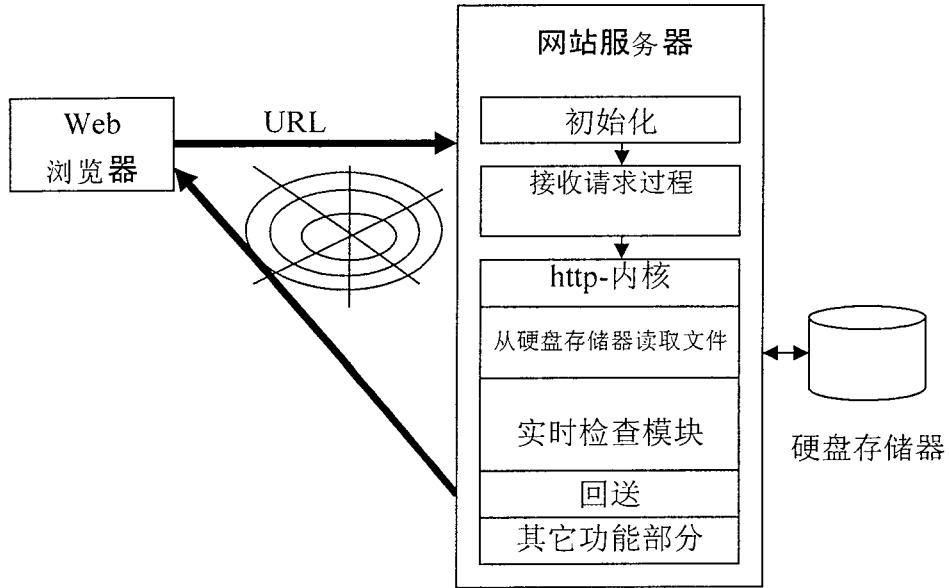 网站服务器
Web
浏览器
URL
初始化
接收请求过程
http-内核
从硬盘存储器读取文件
实时检查模块
回送
其它功能部分
硬盘存储器